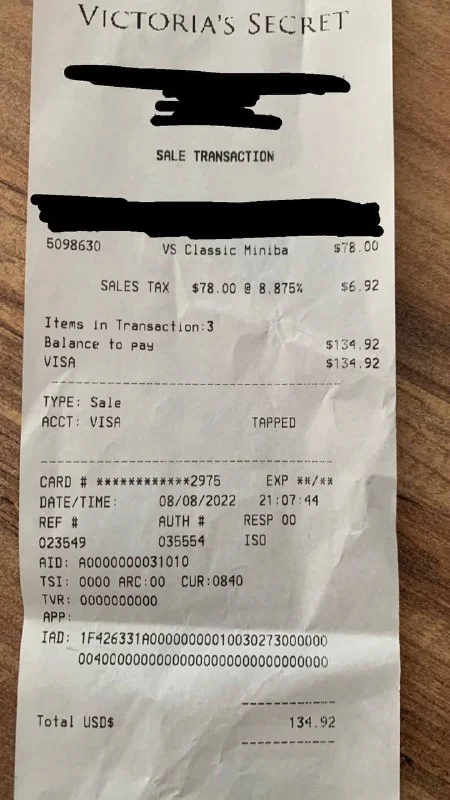 VICTORIA'S SECRET
SALE TRANSACTION
5098630 VS Classic Miniba $78.00
SALES TAX $78.00 @ 8.875% $6.92
Items in Transaction:3
Balance to pay $134.92
VISA $134.92
TYPE: Sale
ACCT: VISA TAPPED
CARD # ************2975 EXP **/**
DATE/TIME: 08/08/2022 21:07:44
REF # AUTH # RESP 00
023549 035554 ISO
AID: A0000000031010
TSI: 0000 ARC:00 CUR:0840
TVR: 0000000000
APP:
IAD: 1F426331A0000000010030273000000
00400000000000000000000000000000
Total USD$ 134.92